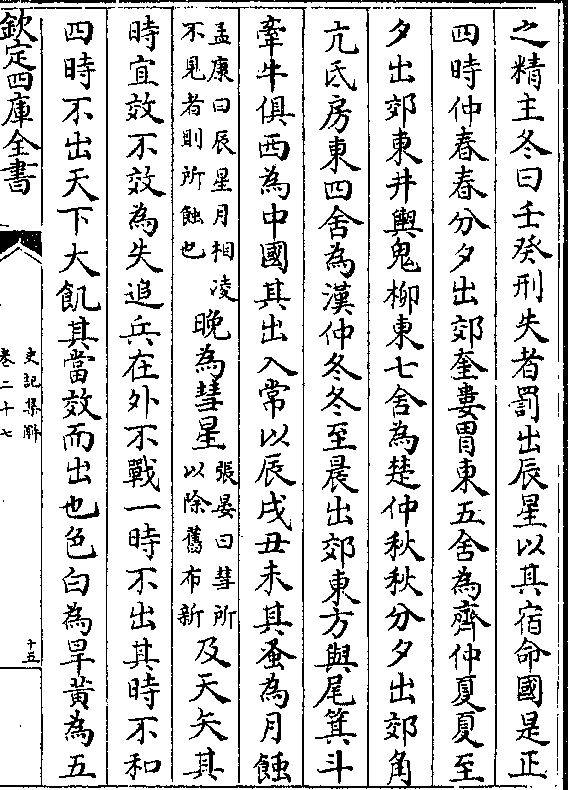 之精主冬日壬癸刑失者罰出辰星以其宿命國是正
四時仲春春分夕出郊奎婁胃東五舍為齊仲夏夏至
夕出郊東井輿鬼柳東七舍為楚仲秋秋分夕出郊角
亢氐房東四舍為漢仲冬冬至晨出郊東方與尾箕斗
牽牛俱西為中國其出入常以辰戌丑未其蚤為月蝕
孟康曰辰星月相凌
不見者則所蝕也
晚為彗星
張晏曰彗所
以除舊布新
及天矢其
時宜效不效為失追兵在外不戰一時不出其時不和
四時不出天下大飢其當效而出也色白為旱黃為五
欽定四庫全書
史記集解
卷二十七
十五